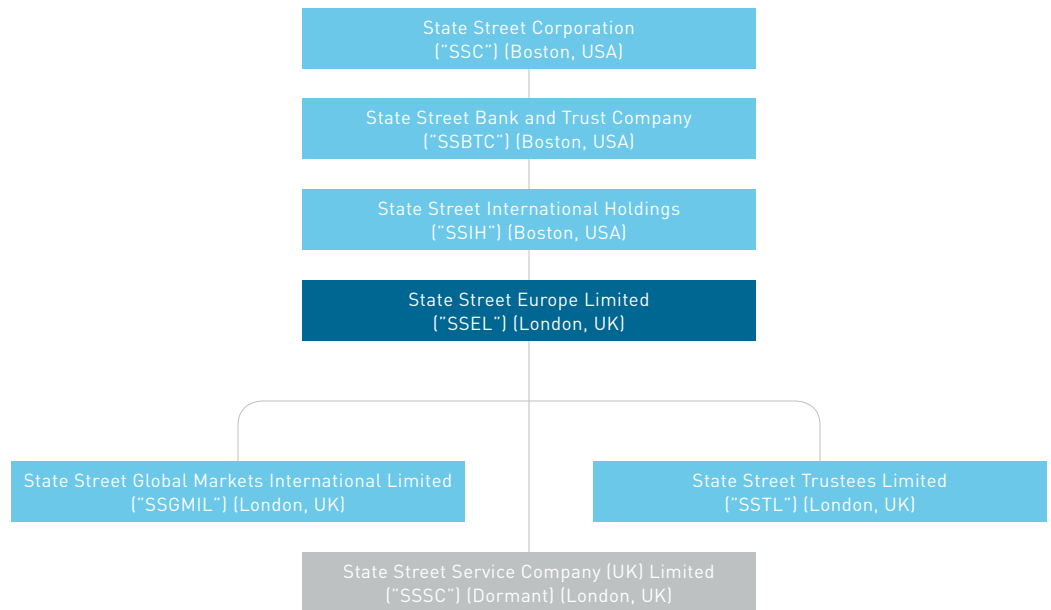 State Street Corporation
("SSC") (Boston, USA)
State Street Bank and Trust Company
("SSBTC") (Boston, USA)
State Street International Holdings
("SSIH") (Boston, USA)
State Street Europe Limited
("SSEL") (London, UK)
State Street Global Markets International Limited
("SSGMIL") (London, UK)
State Street Trustees Limited
("SSTL") (London, UK)
State Street Service Company (UK) Limited
("SSSC") (Dormant) (London, UK)